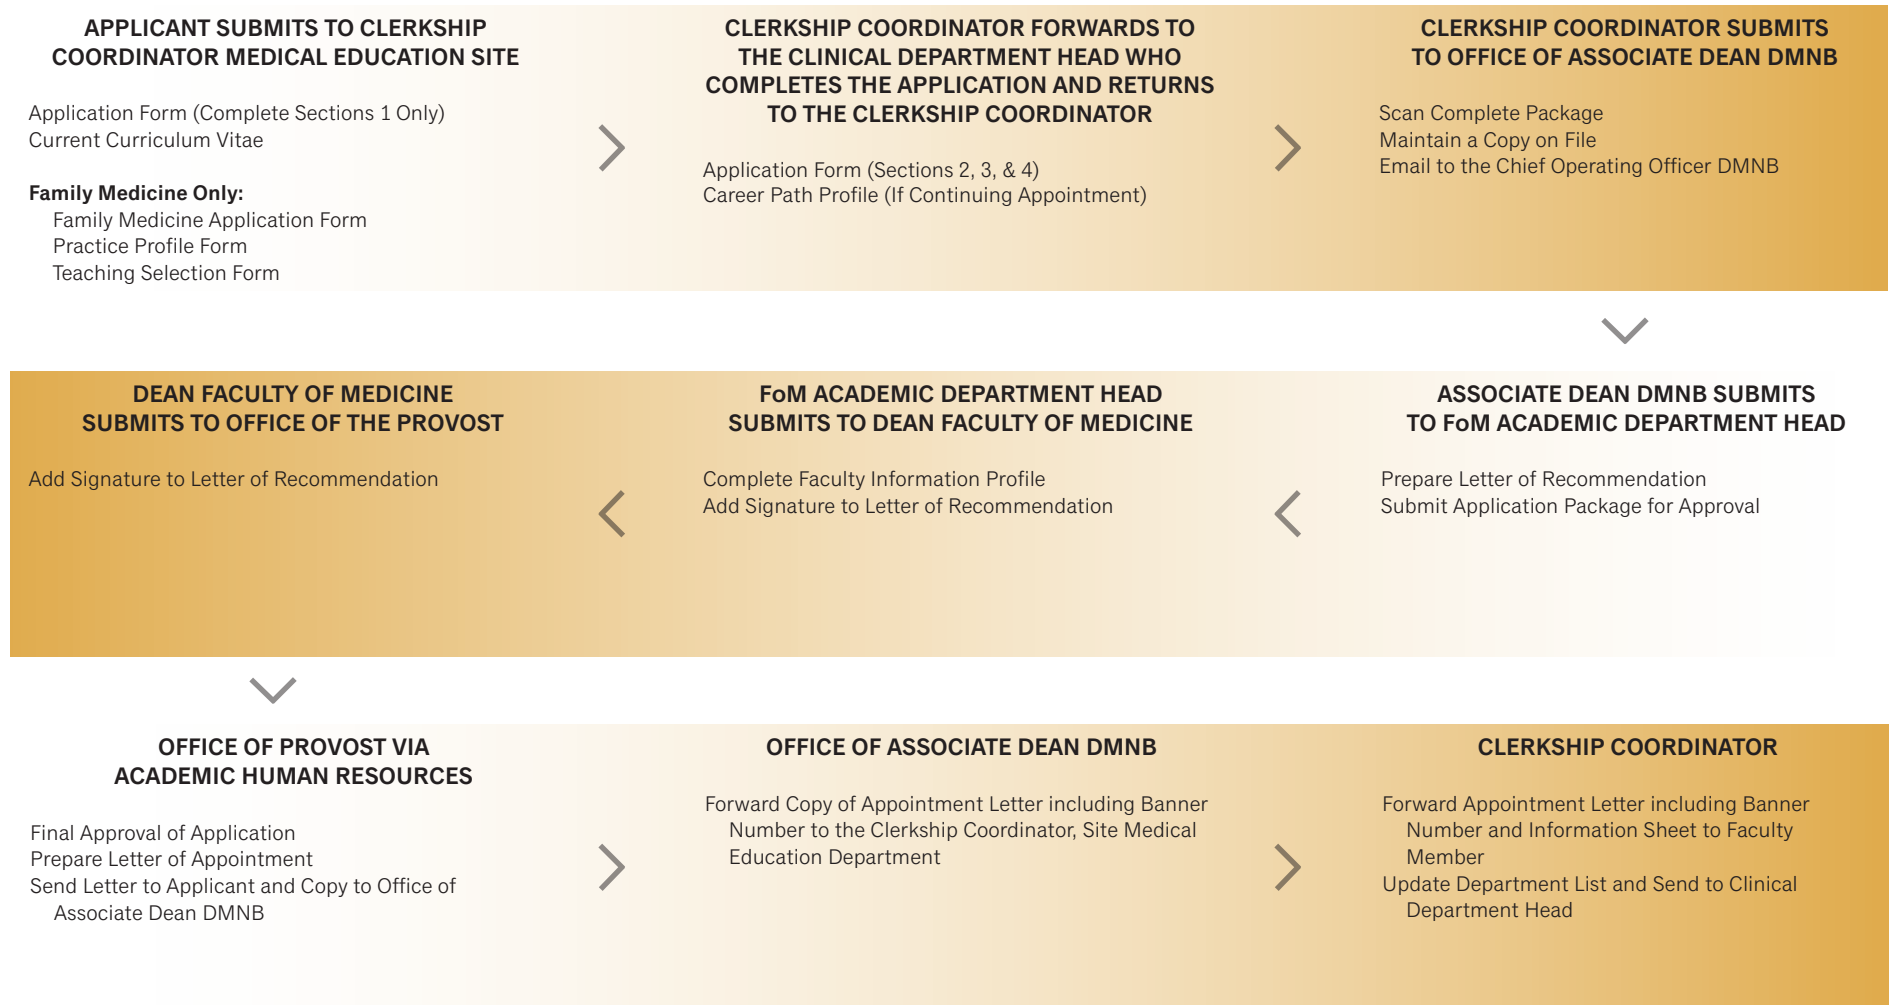 APPLICANT SUBMITS TO CLERKSHIP
COORDINATOR MEDICAL EDUCATION SITE
Application Form (Complete Sections 1 Only)
Current Curriculum Vitae
Family Medicine Only:
Family Medicine Application Form
Practice Profile Form
Teaching Selection Form
CLERKSHIP COORDINATOR FORWARDS TO
THE CLINICAL DEPARTMENT HEAD WHO
COMPLETES THE APPLICATION AND RETURNS
TO THE CLERKSHIP COORDINATOR
Application Form (Sections 2, 3, & 4)
Career Path Profile (If Continuing Appointment)
CLERKSHIP COORDINATOR SUBMITS
TO OFFICE OF ASSOCIATE DEAN DMNB
Scan Complete Package
Maintain a Copy on File
Email to the Chief Operating Officer DMNB
ASSOCIATE DEAN DMNB SUBMITS
TO FoM ACADEMIC DEPARTMENT HEAD
Prepare Letter of Recommendation
Submit Application Package for Approval
FoM ACADEMIC DEPARTMENT HEAD
SUBMITS TO DEAN FACULTY OF MEDICINE
Complete Faculty Information Profile
Add Signature to Letter of Recommendation
DEAN FACULTY OF MEDICINE
SUBMITS TO OFFICE OF THE PROVOST
Add Signature to Letter of Recommendation
OFFICE OF PROVOST VIA
ACADEMIC HUMAN RESOURCES
Final Approval of Application
Prepare Letter of Appointment
Send Letter to Applicant and Copy to Office of
Associate Dean DMNB
OFFICE OF ASSOCIATE DEAN DMNB
Forward Copy of Appointment Letter including Banner
Number to the Clerkship Coordinator, Site Medical
Education Department
CLERKSHIP COORDINATOR
Forward Appointment Letter including Banner
Number and Information Sheet to Faculty
Member
Update Department List and Send to Clinical
Department Head